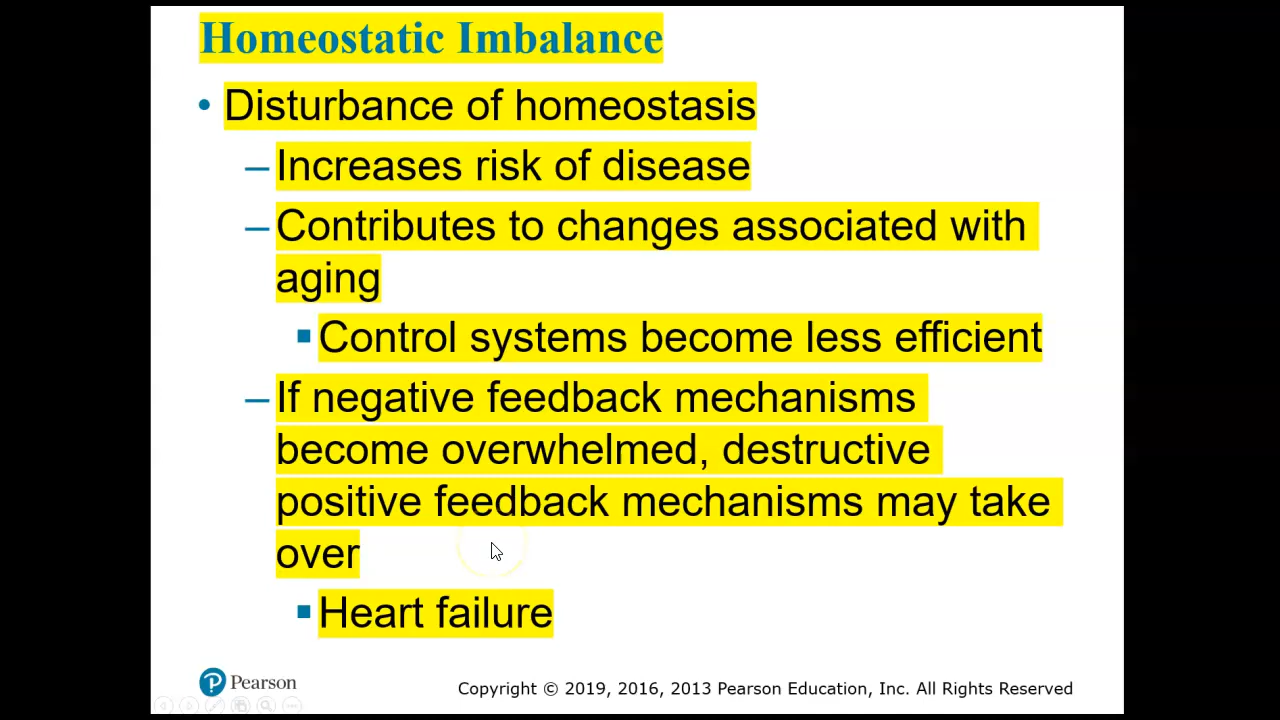 Homeostatic Imbalance
• Disturbance of homeostasis
– Increases risk of disease
– Contributes to changes associated with
aging
▪ Control systems become less efficient
– If negative feedback mechanisms
become overwhelmed, destructive
positive feedback mechanisms may take
over
▪ Heart failure
P Pearson
Copyright © 2019, 2016, 2013 Pearson Education, Inc. All Rights Reserved